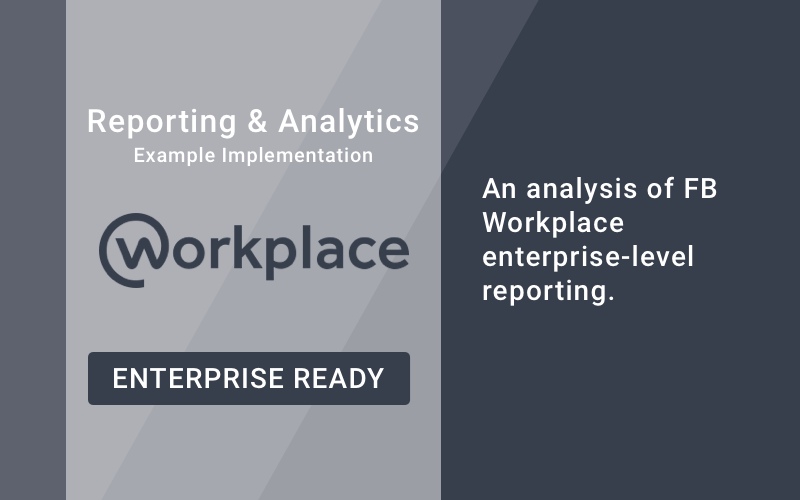 Reporting & Analytics
Example Implementation
Workplace
ENTERPRISE READY
An analysis of FB
Workplace
enterprise-level
reporting.